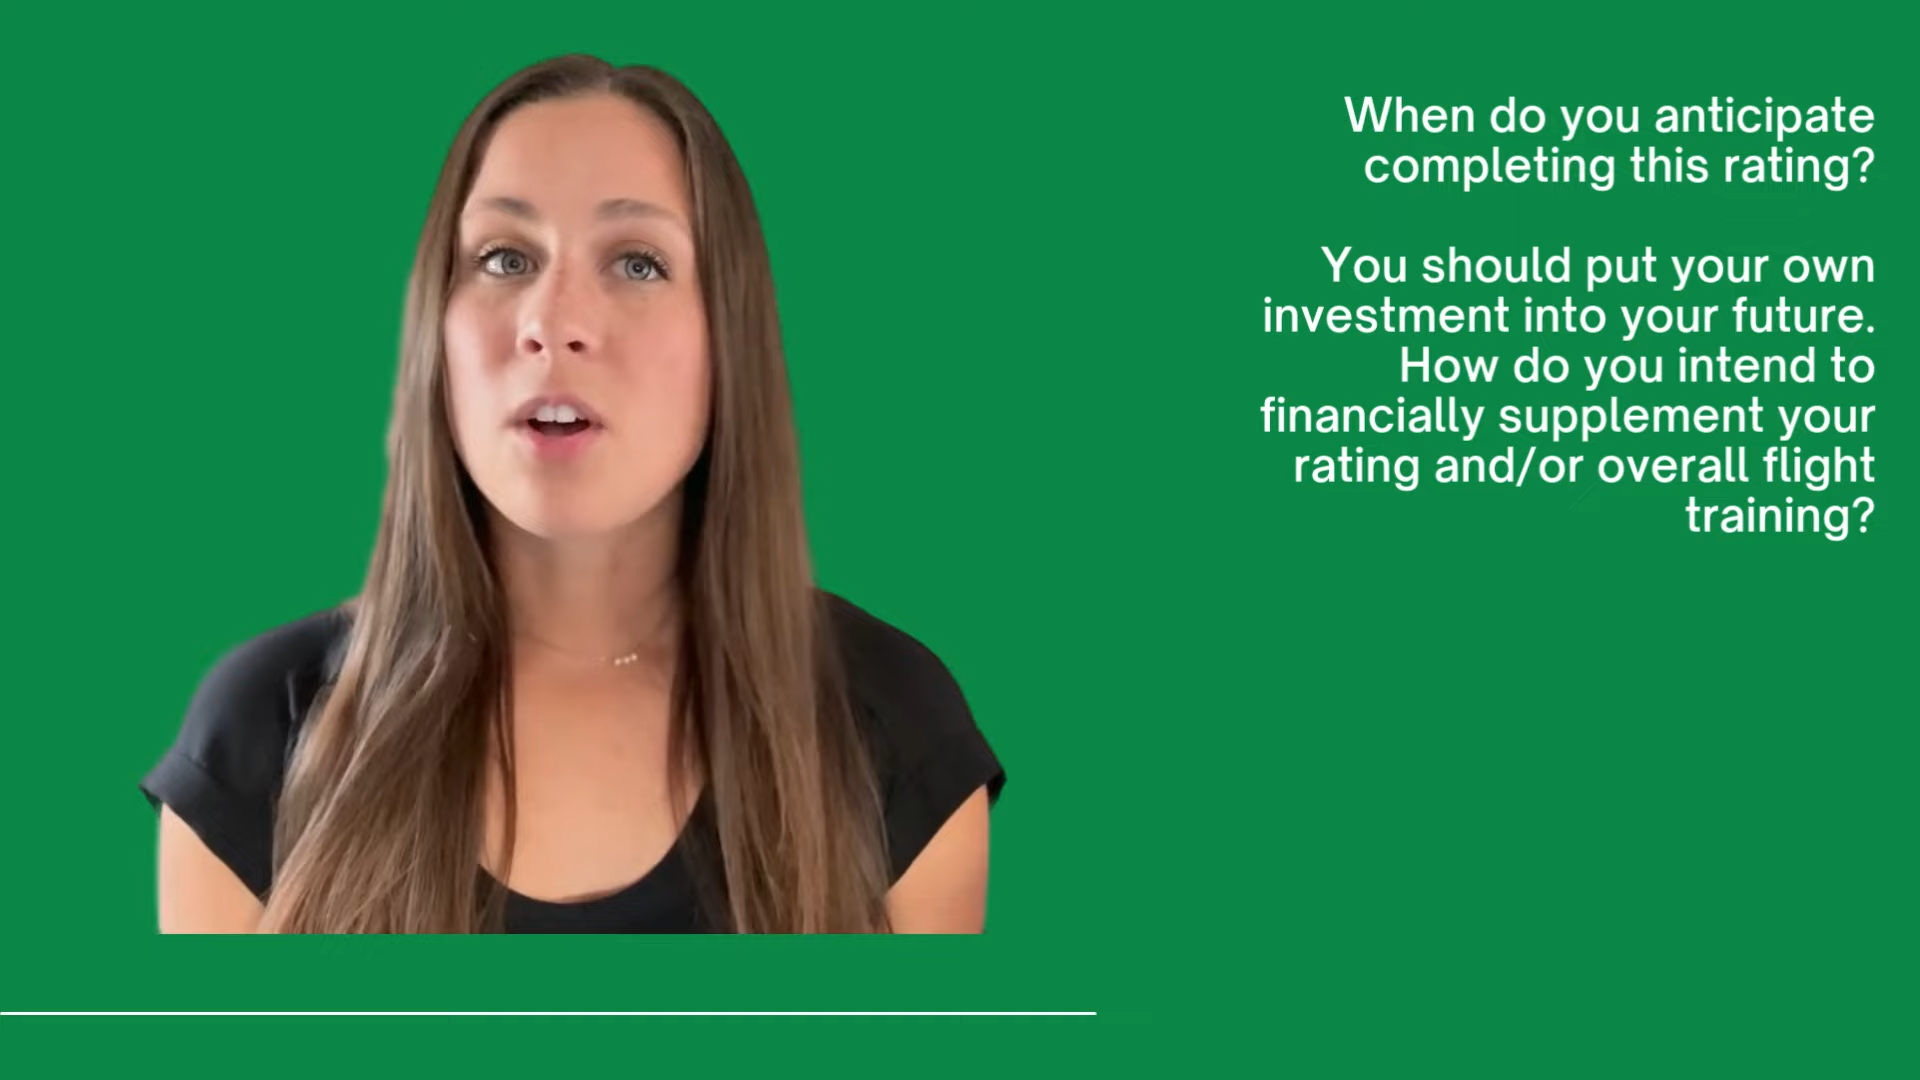 When do you anticipate
completing this rating?
You should put your own
investment into your future.
How do you intend to
financially supplement your
rating and/or overall flight
training?